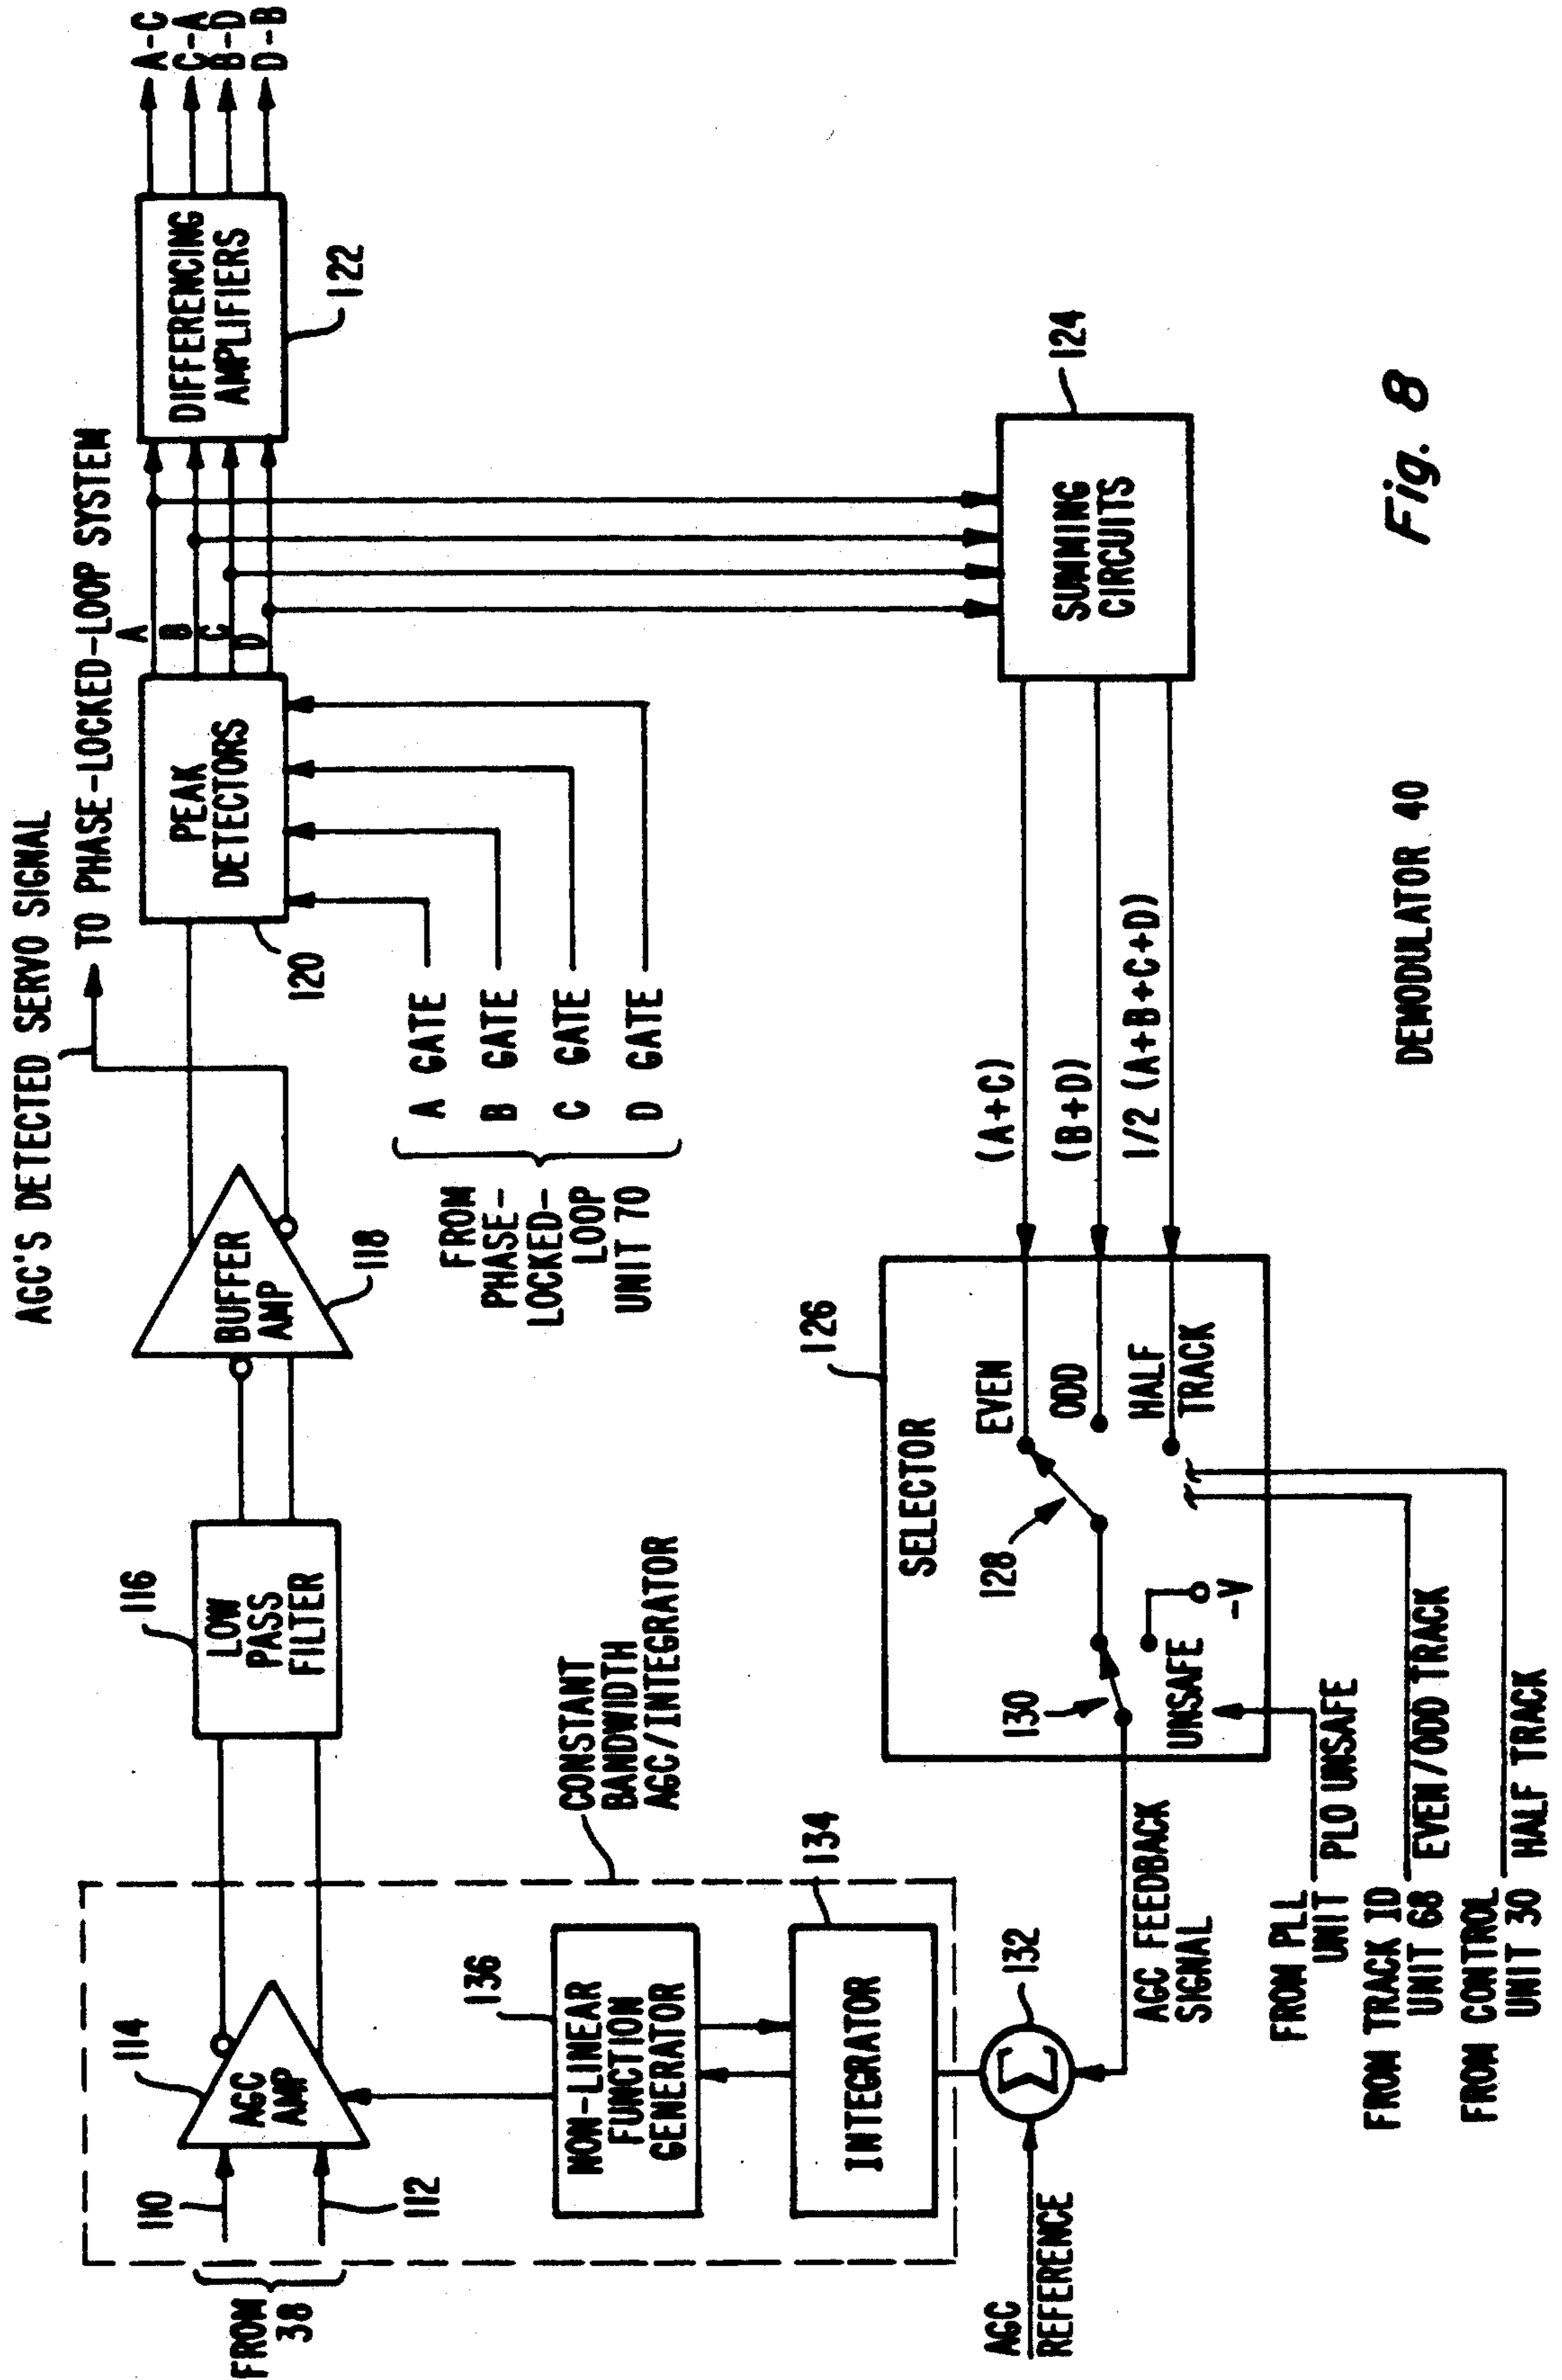 AGC'S DETECTED SERVO SIGNAL
TO PHASE-LOCKED-LOOP SYSTEM
FROM
38
110
112
114
AGC
AMP
116
LOW
PASS
FILTER
BUFFER
AMP
118
PEAK
DETECTORS
120
A
B
C
D
DIFFERENCING
AMPLIFIERS
122
A-C
C-A
B-D
D-B
FROM
PHASE-
LOCKED-
LOOP
UNIT 70
A GATE
B GATE
C GATE
D GATE
CONSTANT
BANDWIDTH
AGC/INTEGRATOR
136
NON-LINEAR
FUNCTION
GENERATOR
134
INTEGRATOR
AGC
REFERENCE
Σ
132
AGC FEEDBACK
SIGNAL
126
SELECTOR
128
130
EVEN
ODD
HALF
TRACK
UNSAFE
-V
(A+C)
(B+D)
1/2 (A+B+C+D)
SUMMING
CIRCUITS
124
FROM PLL
UNIT
PLO UNSAFE
FROM TRACK ID
UNIT 68
EVEN/ODD TRACK
FROM CONTROL
UNIT 30
HALF TRACK
DEMODULATOR 40
Fig. 8